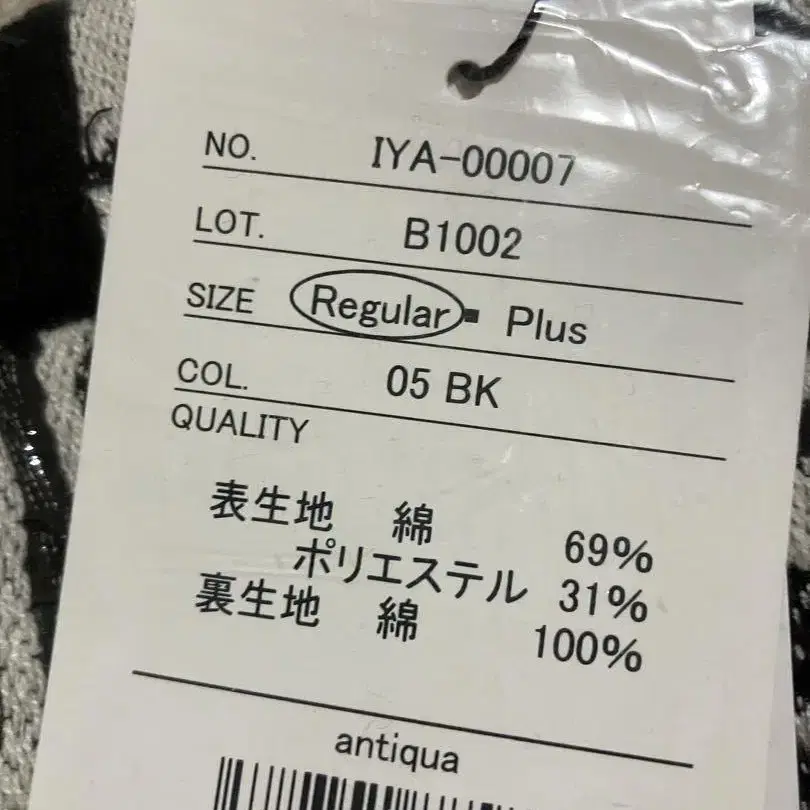 NO. IYA-00007
LOT. B1002
SIZE Regular・Plus
COL. 05 BK
QUALITY
表生地 綿 69%
ポリエステル 31%
裏生地 綿 100%
antiqua